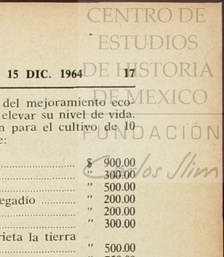 CENTRO DE
ESTUDIOS
DE HISTORIA
DE MEXICO
FUNDACIÓN
Carlos Slim
15 DIC. 1964 17
del mejoramiento eco-
elevar su nivel de vida.
n para el cultivo de 10
e:
$ 900.00
" 300.00
" 500.00
egadio " 200.00
" 200.00
" 300.00
rieta la tierra
" 500.00